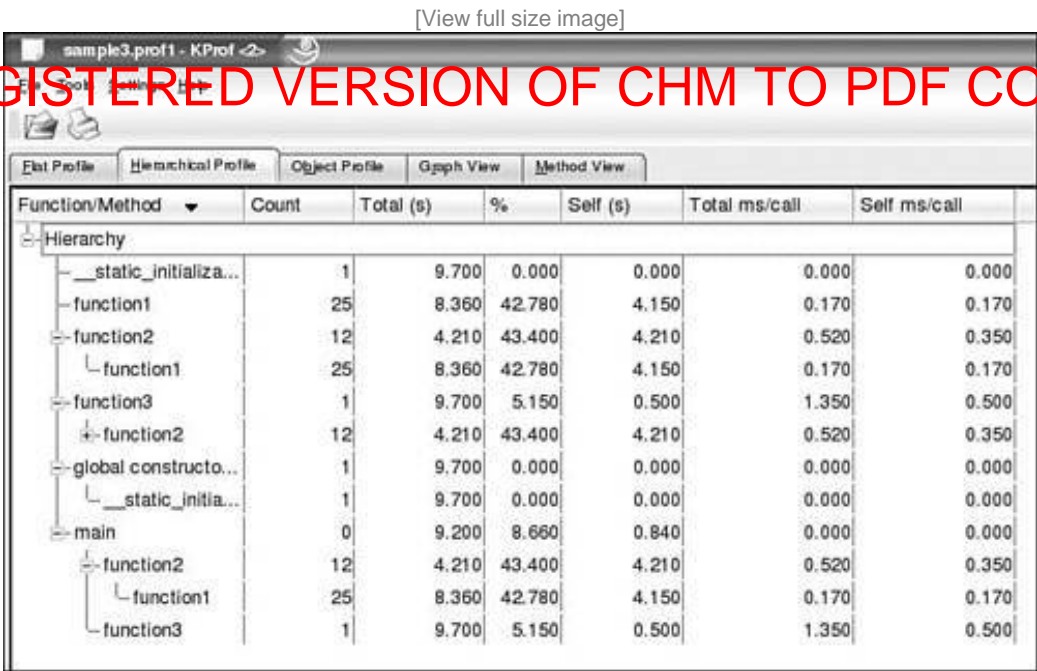 [View full size image]
sample3.prof1 - KProf <2>
GISTERED VERSION OF CHM TO PDF CO
Tools Settings Help
Flat Profile Hierarchical Profile Object Profile Graph View Method View
Function/Method Count Total (s) % Self (s) Total ms/call Self ms/call
Hierarchy
__static_initializa... 1 9.700 0.000 0.000 0.000 0.000
function1 25 8.360 42.780 4.150 0.170 0.170
function2 12 4.210 43.400 4.210 0.520 0.350
function1 25 8.360 42.780 4.150 0.170 0.170
function3 1 9.700 5.150 0.500 1.350 0.500
function2 12 4.210 43.400 4.210 0.520 0.350
global constructo... 1 9.700 0.000 0.000 0.000 0.000
__static_initia... 1 9.700 0.000 0.000 0.000 0.000
main 0 9.200 8.660 0.840 0.000 0.000
function2 12 4.210 43.400 4.210 0.520 0.350
function1 25 8.360 42.780 4.150 0.170 0.170
function3 1 9.700 5.150 0.500 1.350 0.500